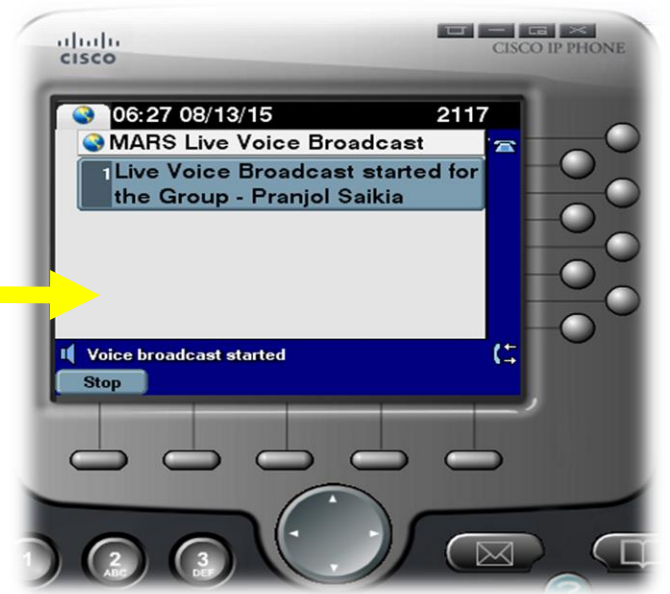 CISCO
CISCO IP PHONE
06:27 08/13/15 2117
MARS Live Voice Broadcast
1 Live Voice Broadcast started for
the Group - Pranjol Saikia
Voice broadcast started
Stop
1 2 3
ABC DEF